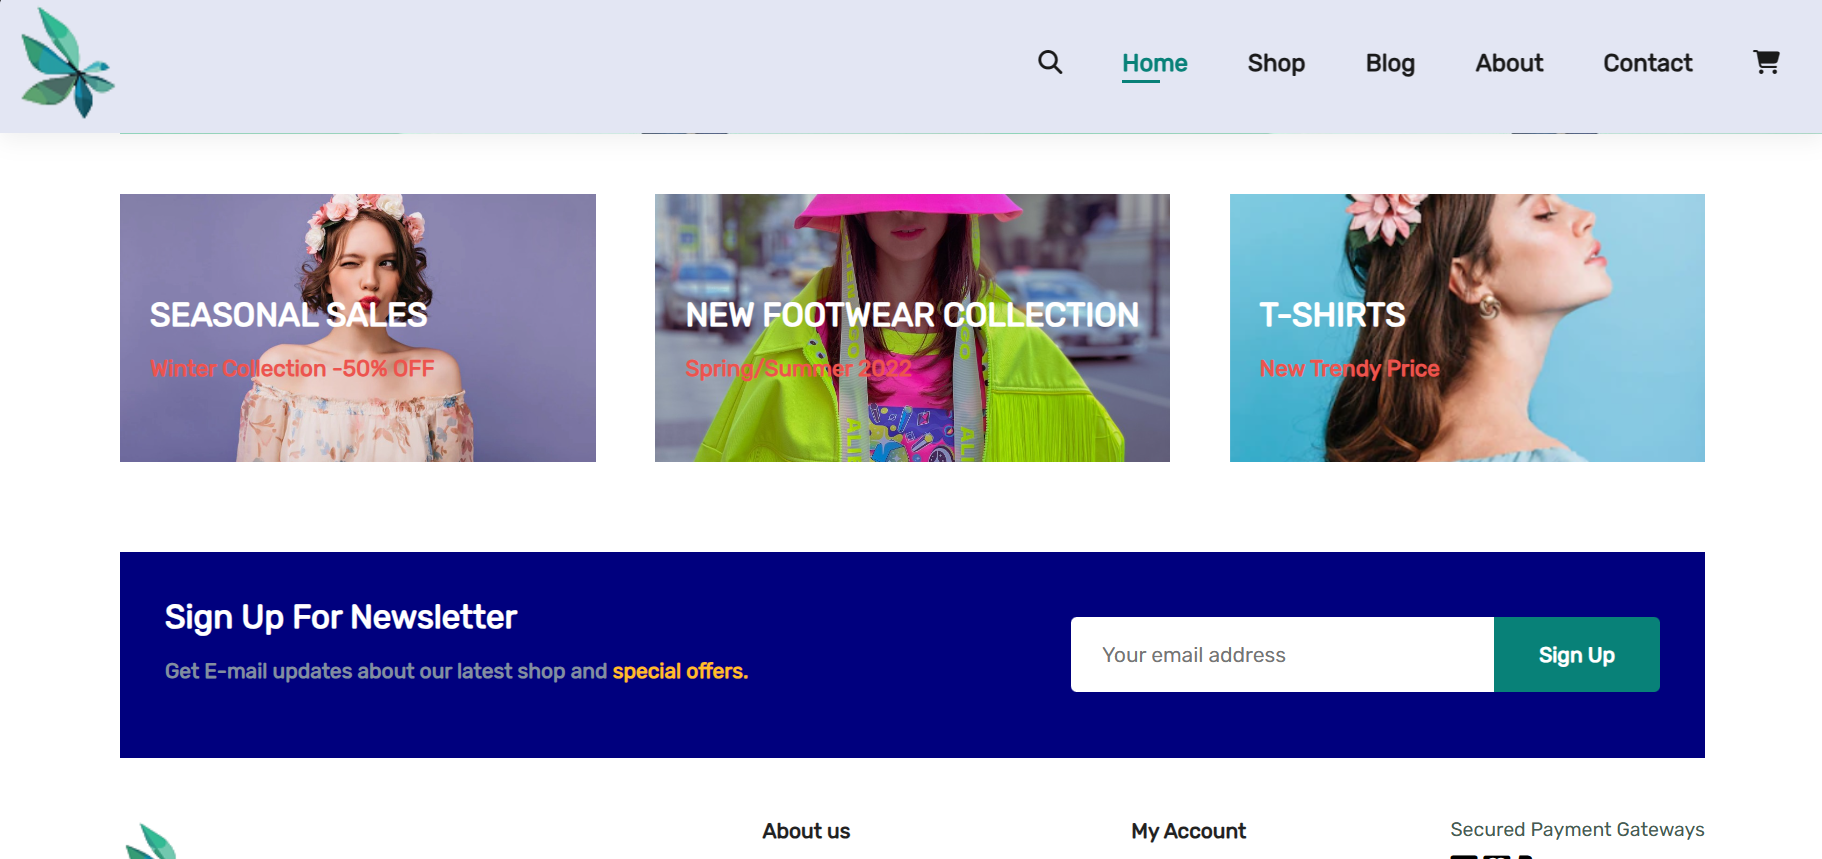 Home
Shop
Blog
About
Contact
SEASONAL SALES
Winter Collection -50% OFF
NEW FOOTWEAR COLLECTION
Spring/Summer 2022
T-SHIRTS
New Trendy Price
Sign Up For Newsletter
Get E-mail updates about our latest shop and special offers.
Your email address
Sign Up
About us
My Account
Secured Payment Gateways